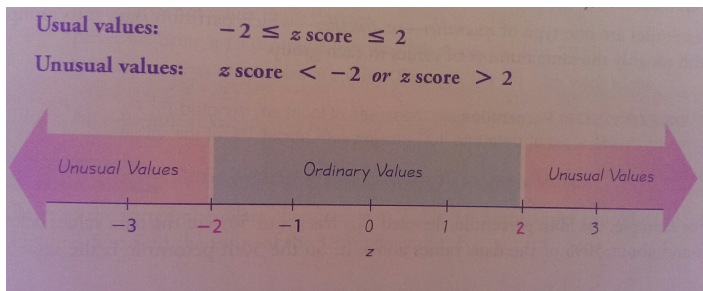 Usual values: −2 ≤ z score ≤ 2
Unusual values: z score < −2 or z score > 2
Unusual Values Ordinary Values Unusual Values
−3 −2 −1 0 1 2 3
z